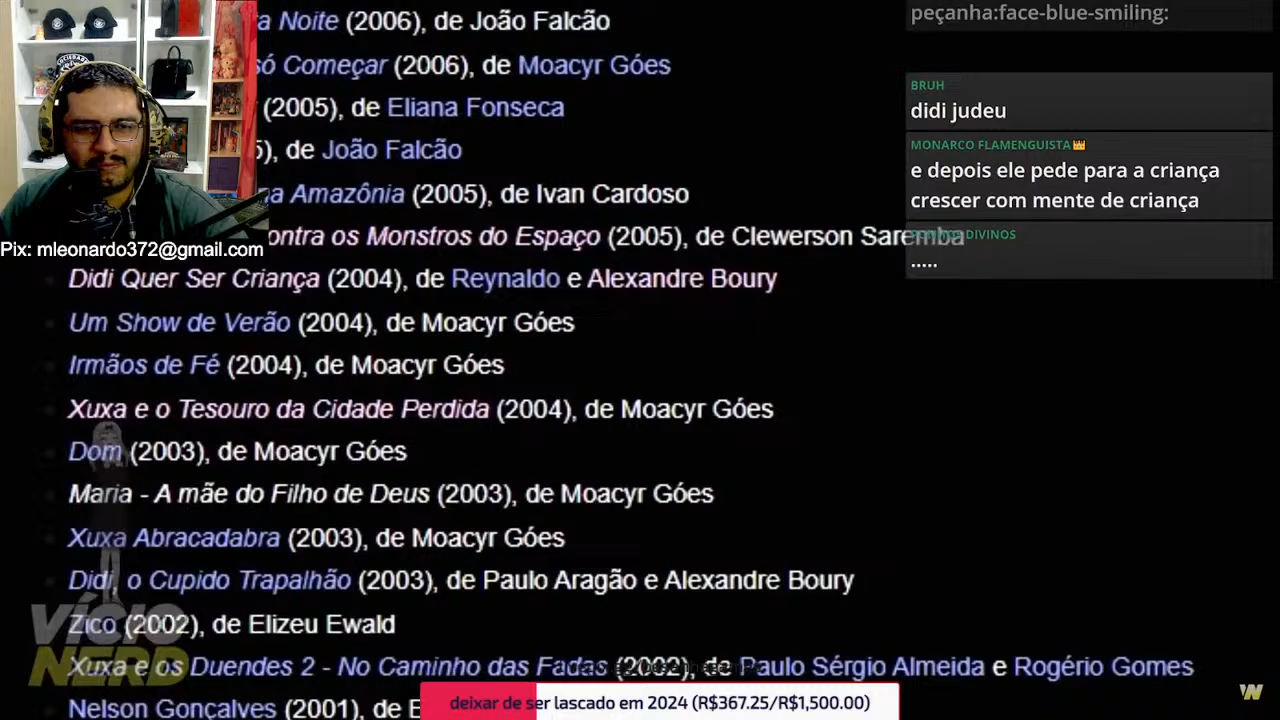 ra Noite (2006), de João Falcão
só Começar (2006), de Moacyr Góes
(2005), de Eliana Fonseca
5), de João Falcão
na Amazônia (2005), de Ivan Cardoso
ontra os Monstros do Espaço (2005), de Clewerson Saremba
Didi Quer Ser Criança (2004), de Reynaldo e Alexandre Boury
Um Show de Verão (2004), de Moacyr Góes
Irmãos de Fé (2004), de Moacyr Góes
Xuxa e o Tesouro da Cidade Perdida (2004), de Moacyr Góes
Dom (2003), de Moacyr Góes
Maria - A mãe do Filho de Deus (2003), de Moacyr Góes
Xuxa Abracadabra (2003), de Moacyr Góes
Didi, o Cupido Trapalhão (2003), de Paulo Aragão e Alexandre Boury
Zico (2002), de Elizeu Ewald
Xuxa e os Duendes 2 - No Caminho das Fadas (2002), de Paulo Sérgio Almeida e Rogério Gomes
Nelson Gonçalves (2001), de E
Pix: mleonardo372@gmail.com
peçanha:face-blue-smiling:
BRUH
didi judeu
MONARCO FLAMENGUISTA
e depois ele pede para a criança
crescer com mente de criança
DIVINOS
.....
VÍCIO
NERD
deixar de ser lascado em 2024 (R$367.25/R$1,500.00)
W